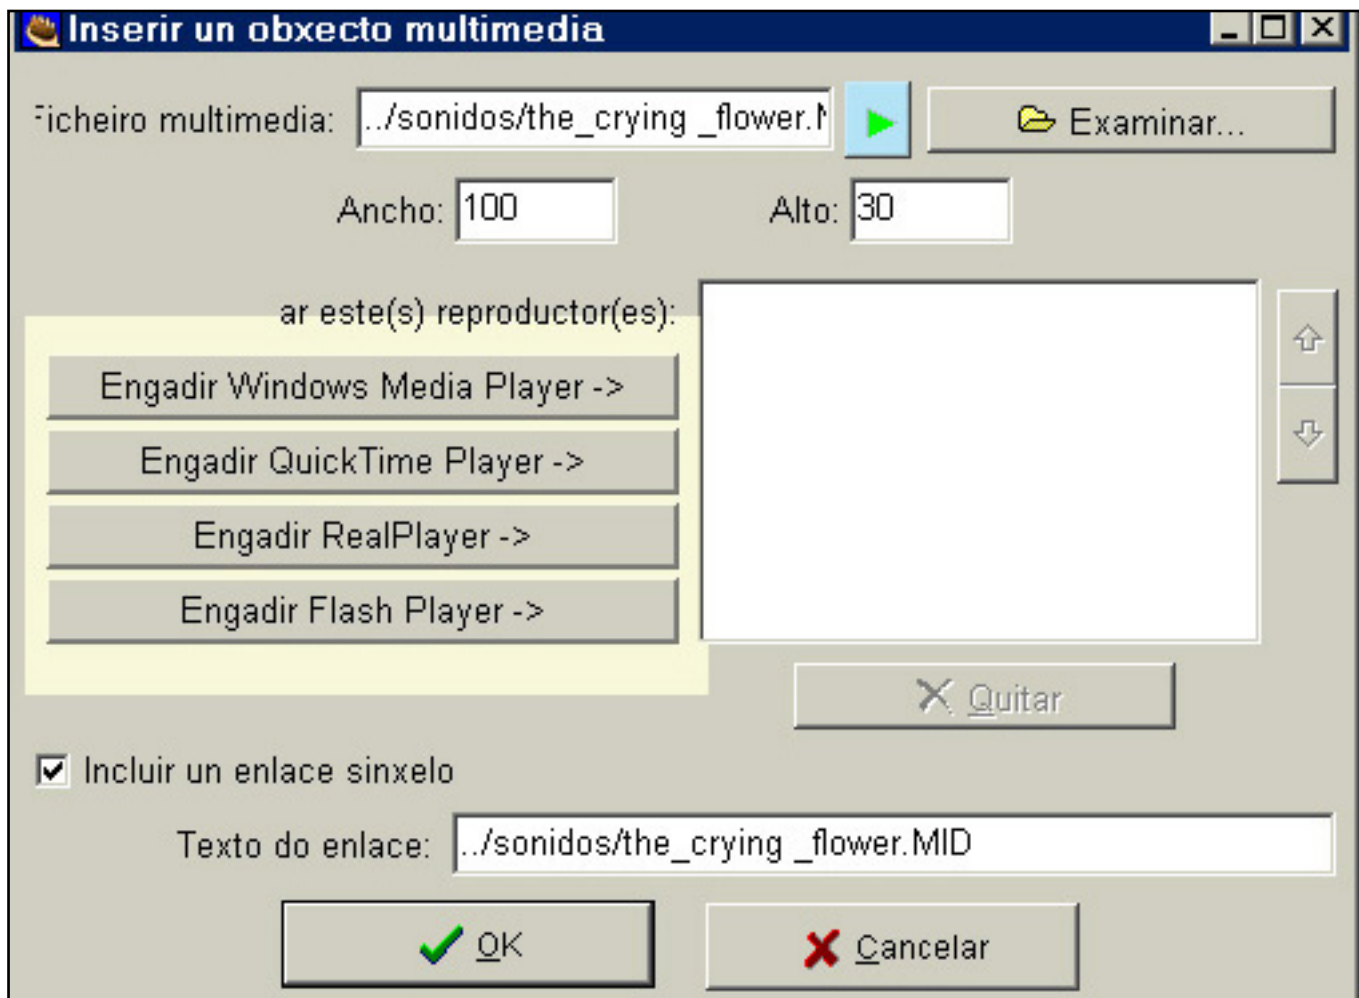 Inserir un obxecto multimedia
Ficheiro multimedia: ../sonidos/the_crying _flower.M Examinar...
Ancho: 100 Alto: 30
ar este(s) reproductor(es):
Engadir Windows Media Player ->
Engadir QuickTime Player ->
Engadir RealPlayer ->
Engadir Flash Player ->
Quitar
Incluir un enlace sinxelo
Texto do enlace: ../sonidos/the_crying _flower.MID
OK Cancelar